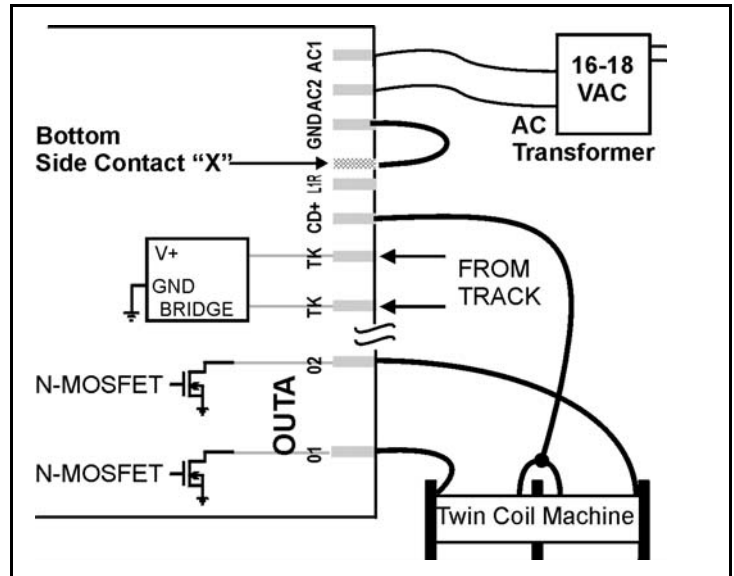 AC1
AC2
GND
Bottom
Side Contact “X”
L1R
CD+
TK
TK
16-18
VAC
AC
Transformer
V+
GND
BRIDGE
FROM
TRACK
N-MOSFET
02
OUTA
N-MOSFET
01
Twin Coil Machine